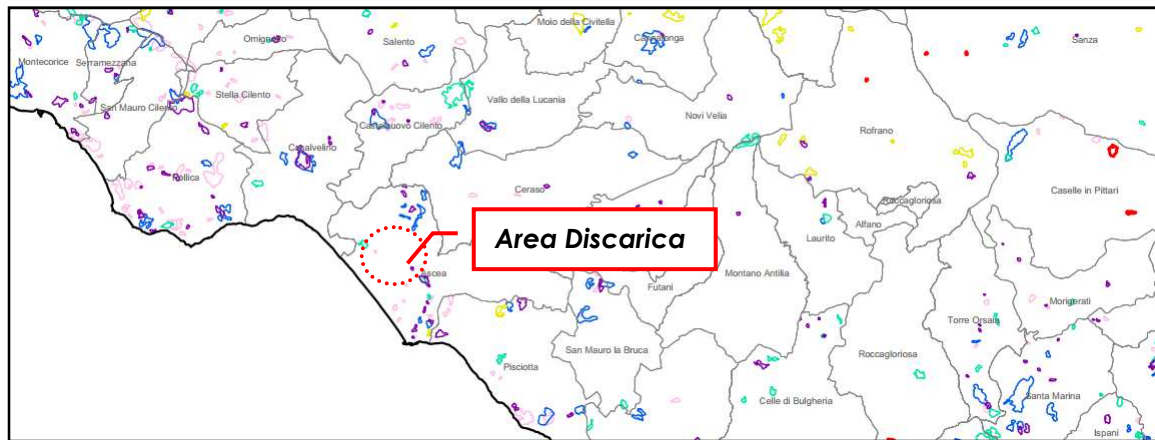 Moio della Civitella
Omignano
Salento
Cannalonga
Sanza
Montecorice
Serramezzana
Stella Cilento
San Mauro Cilento
Vallo della Lucania
Novi Velia
Castelnuovo Cilento
Rofrano
Casalvelino
Pollica
Ceraso
Caselle in Pittari
Roccagloriosa
Alfano
Laurito
Area Discarica
Ascea
Montano Antilia
Futani
Morigerati
Torre Orsaia
San Mauro la Bruca
Roccagloriosa
Pisciotta
Celle di Bulgheria
Santa Marina
Ispani